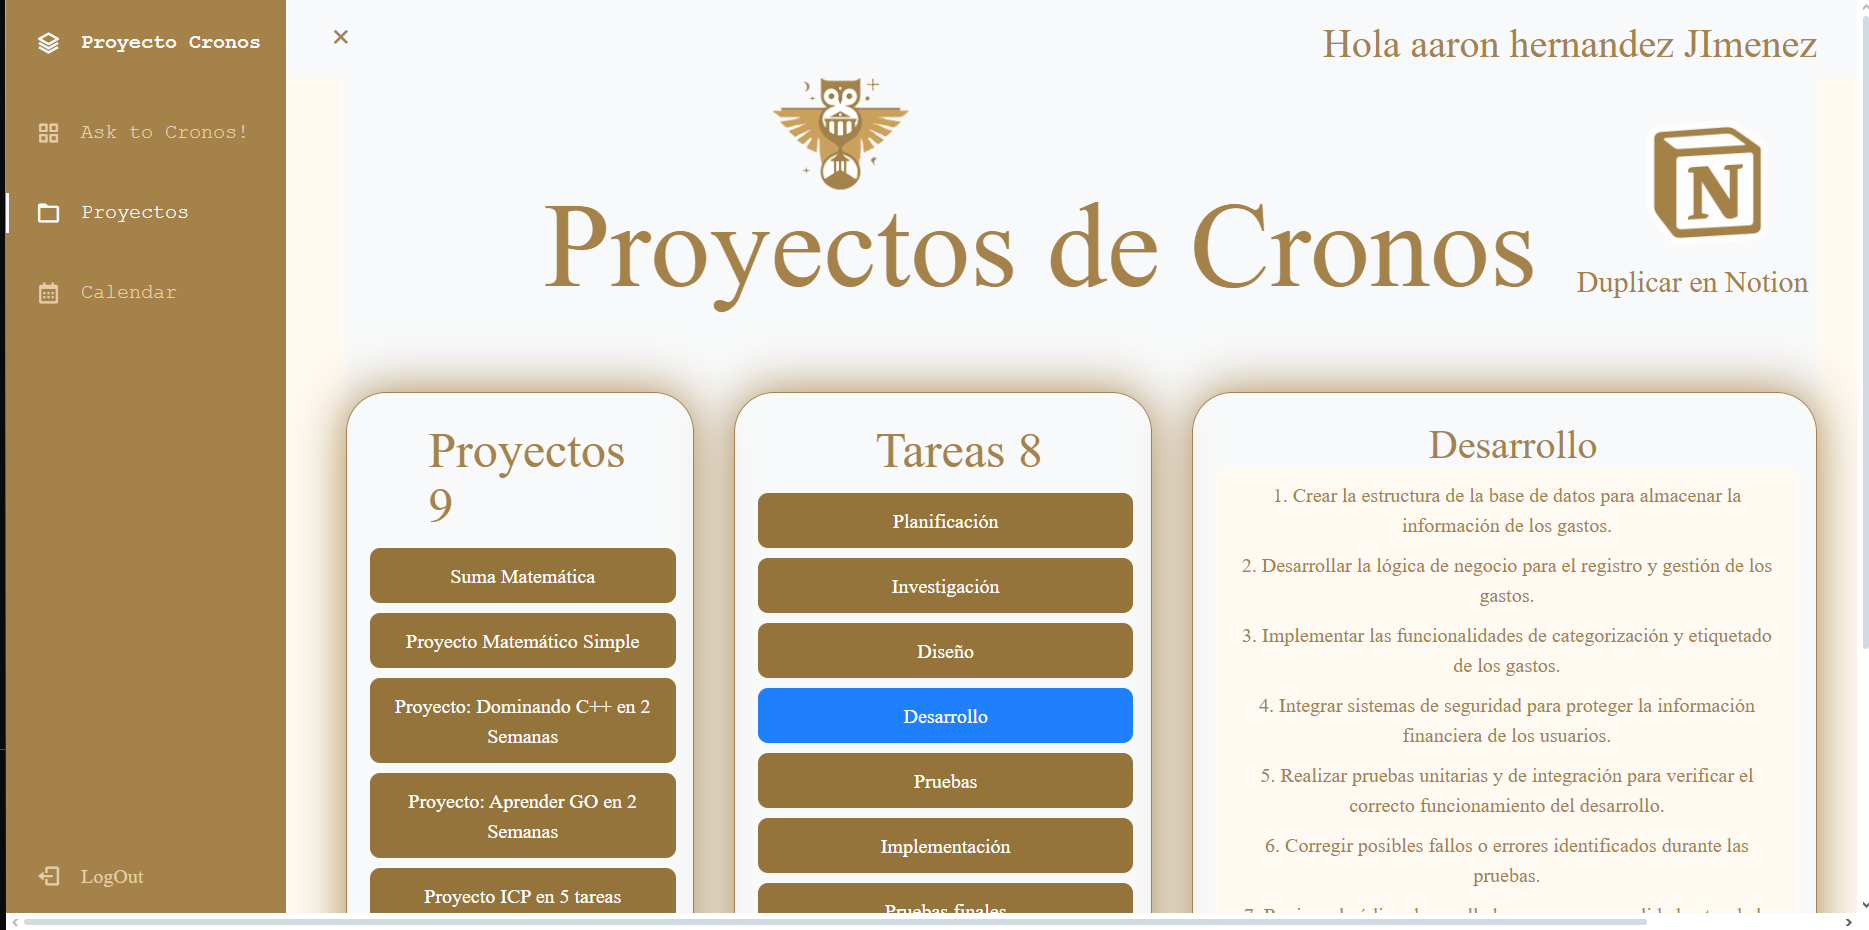 Proyecto Cronos
Ask to Cronos!
Proyectos
Calendar
LogOut
Hola aaron hernandez JImenez
Proyectos de Cronos
N
Duplicar en Notion
Proyectos
9
Suma Matemática
Proyecto Matemático Simple
Proyecto: Dominando C++ en 2
Semanas
Proyecto: Aprender GO en 2
Semanas
Proyecto ICP en 5 tareas
Tareas 8
Planificación
Investigación
Diseño
Desarrollo
Pruebas
Implementación
Pruebas finales
Desarrollo
1. Crear la estructura de la base de datos para almacenar la
información de los gastos.
2. Desarrollar la lógica de negocio para el registro y gestión de los
gastos.
3. Implementar las funcionalidades de categorización y etiquetado
de los gastos.
4. Integrar sistemas de seguridad para proteger la información
financiera de los usuarios.
5. Realizar pruebas unitarias y de integración para verificar el
correcto funcionamiento del desarrollo.
6. Corregir posibles fallos o errores identificados durante las
pruebas.